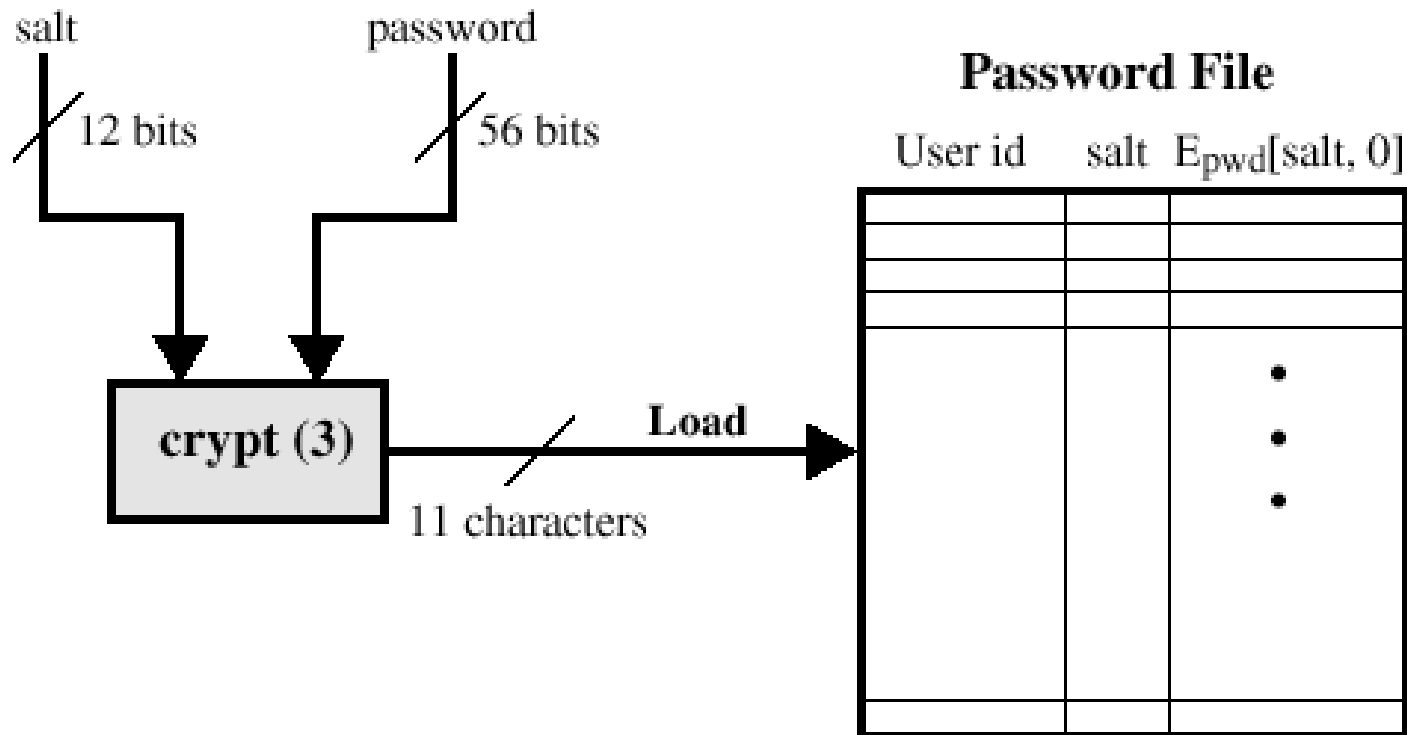 salt
password
12 bits
56 bits
Password File
User id
salt
Epwd[salt, 0]
crypt (3)
Load
11 characters